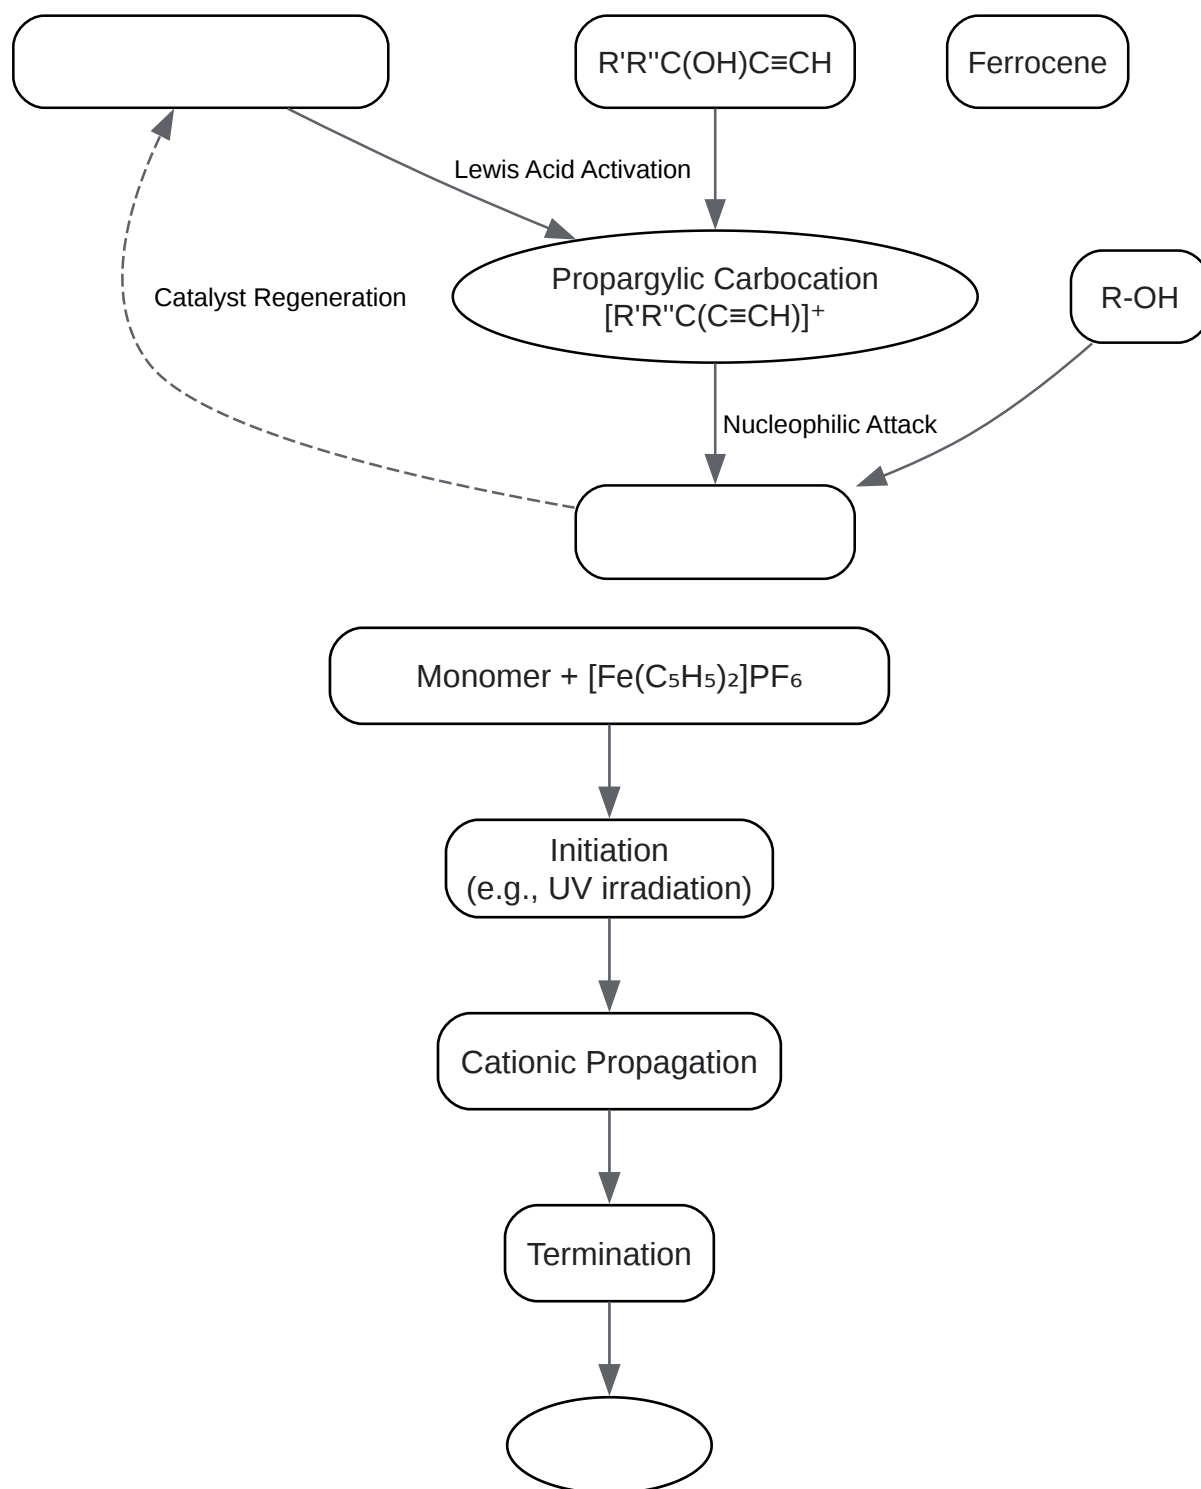 R'R''C(OH)C≡CH
Ferrocene
Lewis Acid Activation
Propargylic Carbocation
[R'R''C(C≡CH)]⁺
Catalyst Regeneration
R-OH
Nucleophilic Attack
Monomer + [Fe(C₅H₅)₂]PF₆
Initiation
(e.g., UV irradiation)
Cationic Propagation
Termination